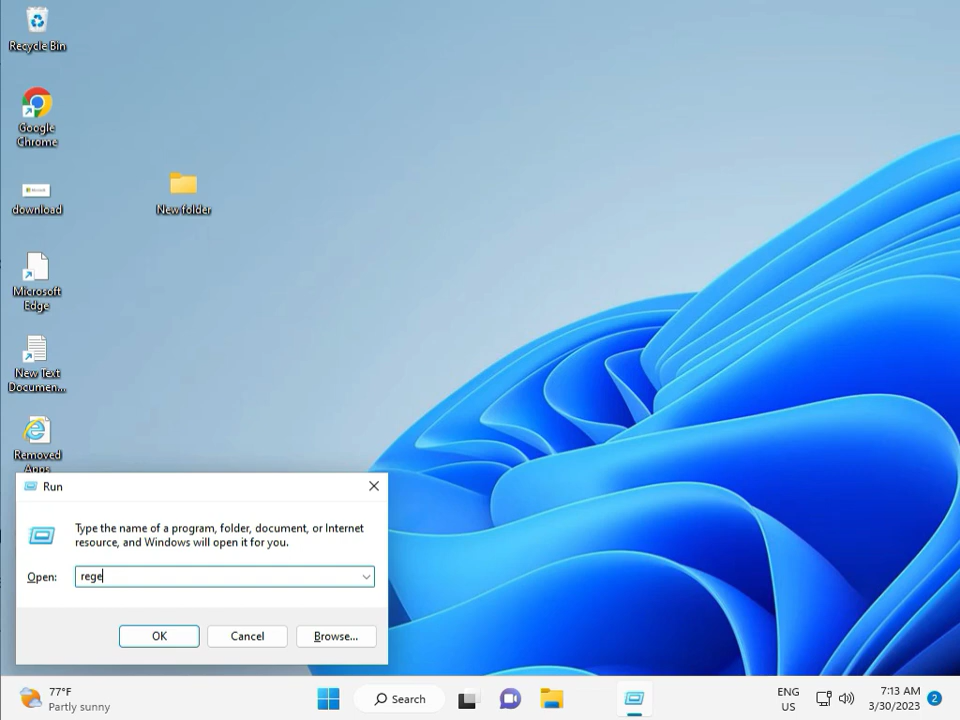 Recycle Bin
Google
Chrome
download
New folder
Microsoft
Edge
New Text
Documen...
Removed
Apps
Run
Type the name of a program, folder, document, or Internet
resource, and Windows will open it for you.
Open:
rege
OK
Cancel
Browse...
77°F
Partly sunny
Search
ENG
US
7:13 AM
3/30/2023
2